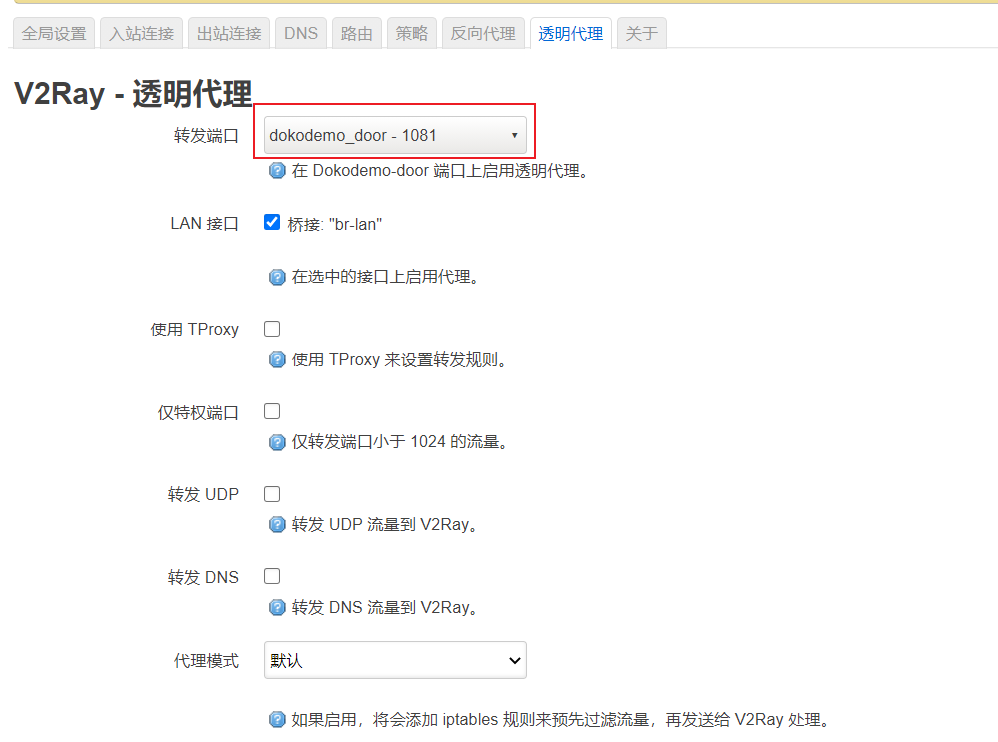 全局设置 入站连接 出站连接 DNS 路由 策略 反向代理 透明代理 关于
V2Ray - 透明代理
转发端口 dokodemo_door - 1081
在 Dokodemo-door 端口上启用透明代理。
LAN 接口 桥接: "br-lan"
在选中的接口上启用代理。
使用 TProxy
使用 TProxy 来设置转发规则。
仅特权端口
仅转发端口小于 1024 的流量。
转发 UDP
转发 UDP 流量到 V2Ray。
转发 DNS
转发 DNS 流量到 V2Ray。
代理模式 默认
如果启用，将会添加 iptables 规则来预先过滤流量，再发送给 V2Ray 处理。